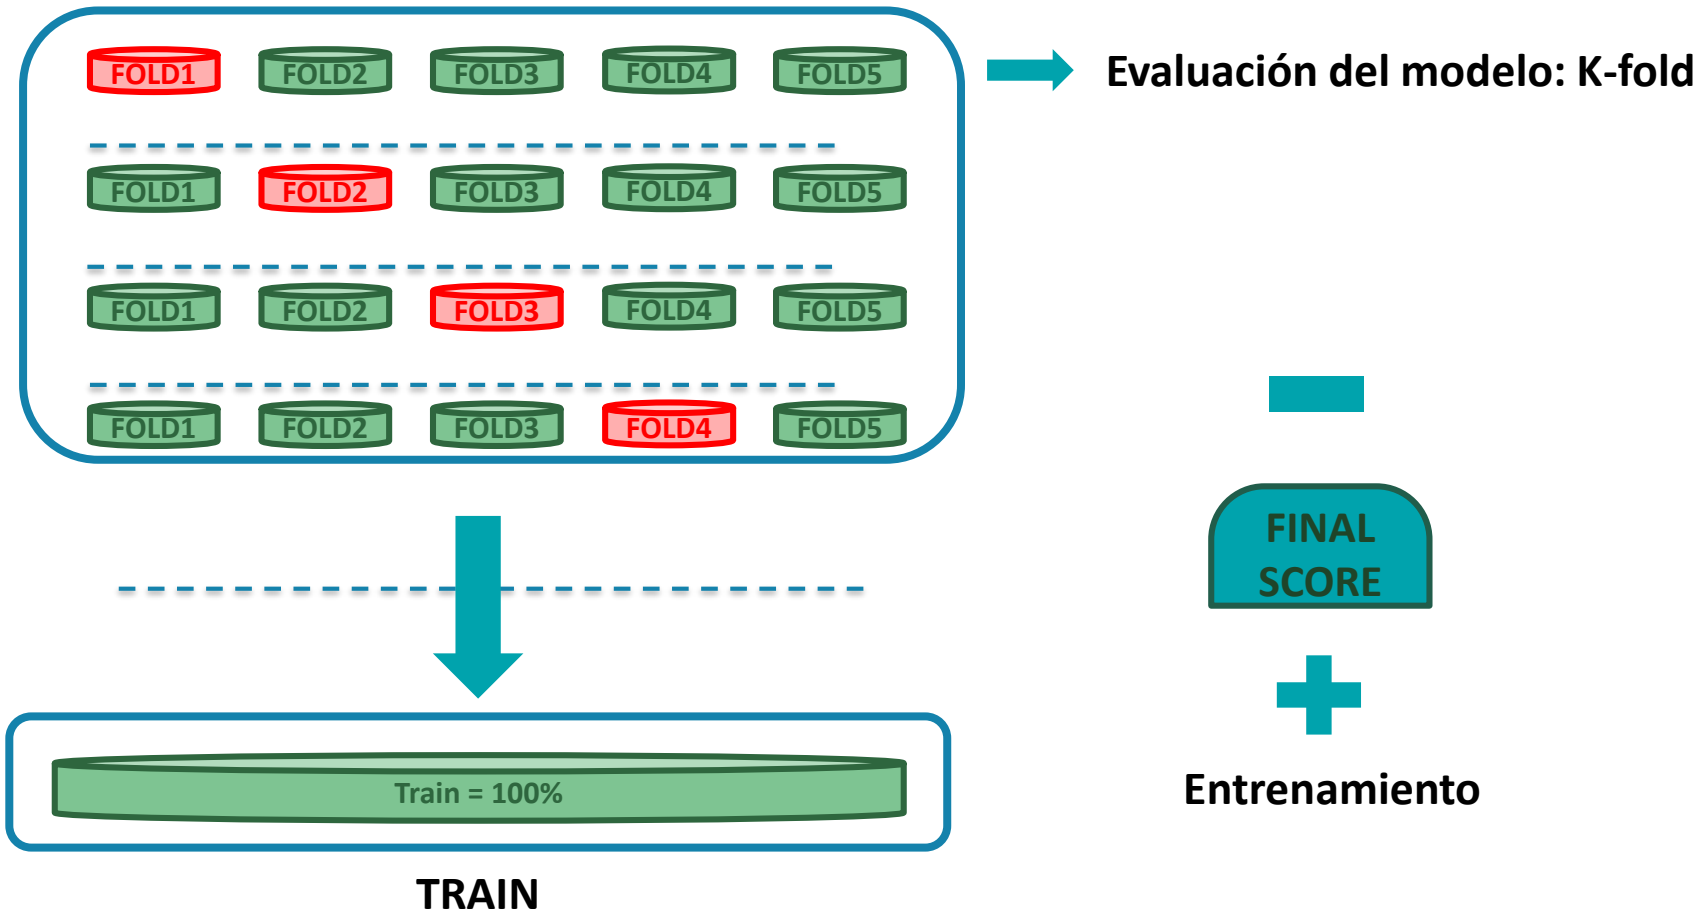 FOLD1 FOLD2 FOLD3 FOLD4 FOLD5
Evaluación del modelo: K-fold
FOLD1 FOLD2 FOLD3 FOLD4 FOLD5
FOLD1 FOLD2 FOLD3 FOLD4 FOLD5
FOLD1 FOLD2 FOLD3 FOLD4 FOLD5
FINAL
SCORE
Train = 100%
Entrenamiento
TRAIN